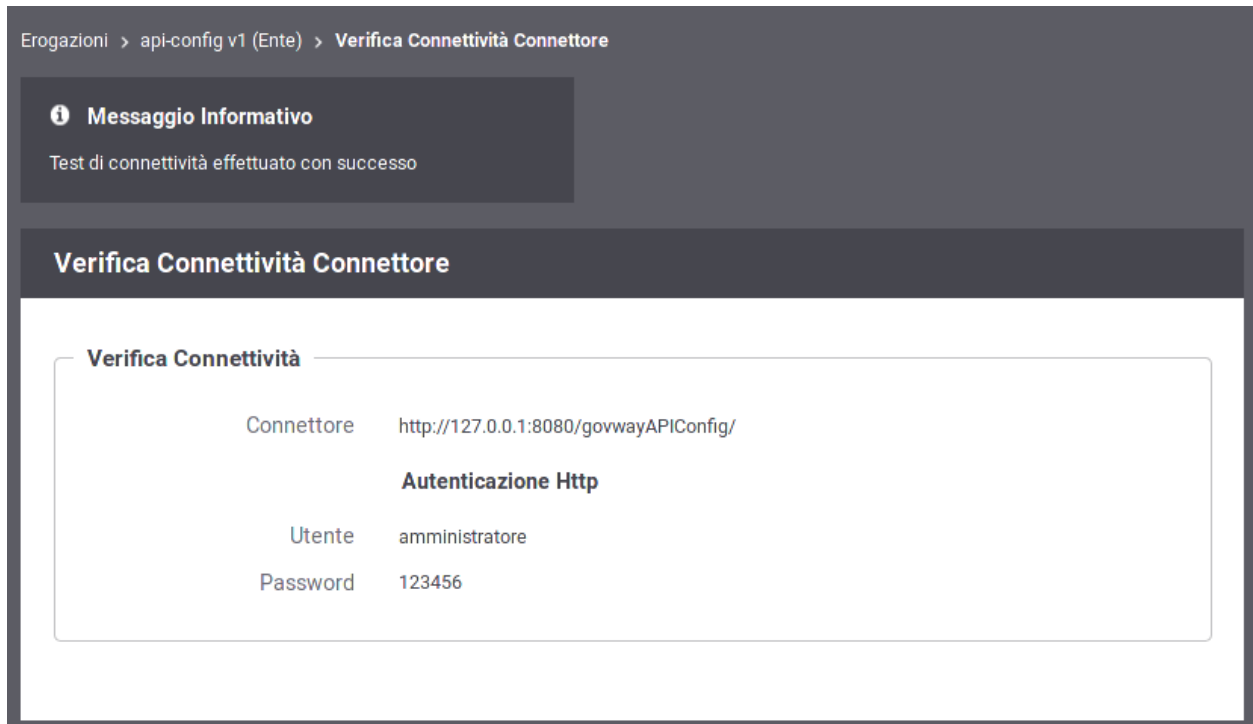 Erogazioni > api-config v1 (Ente) > Verifica Connettività Connettore
Messaggio Informativo
Test di connettività effettuato con successo
Verifica Connettività Connettore
Verifica Connettività
Connettore http://127.0.0.1:8080/govwayAPIConfig/
Autenticazione Http
Utente amministratore
Password 123456